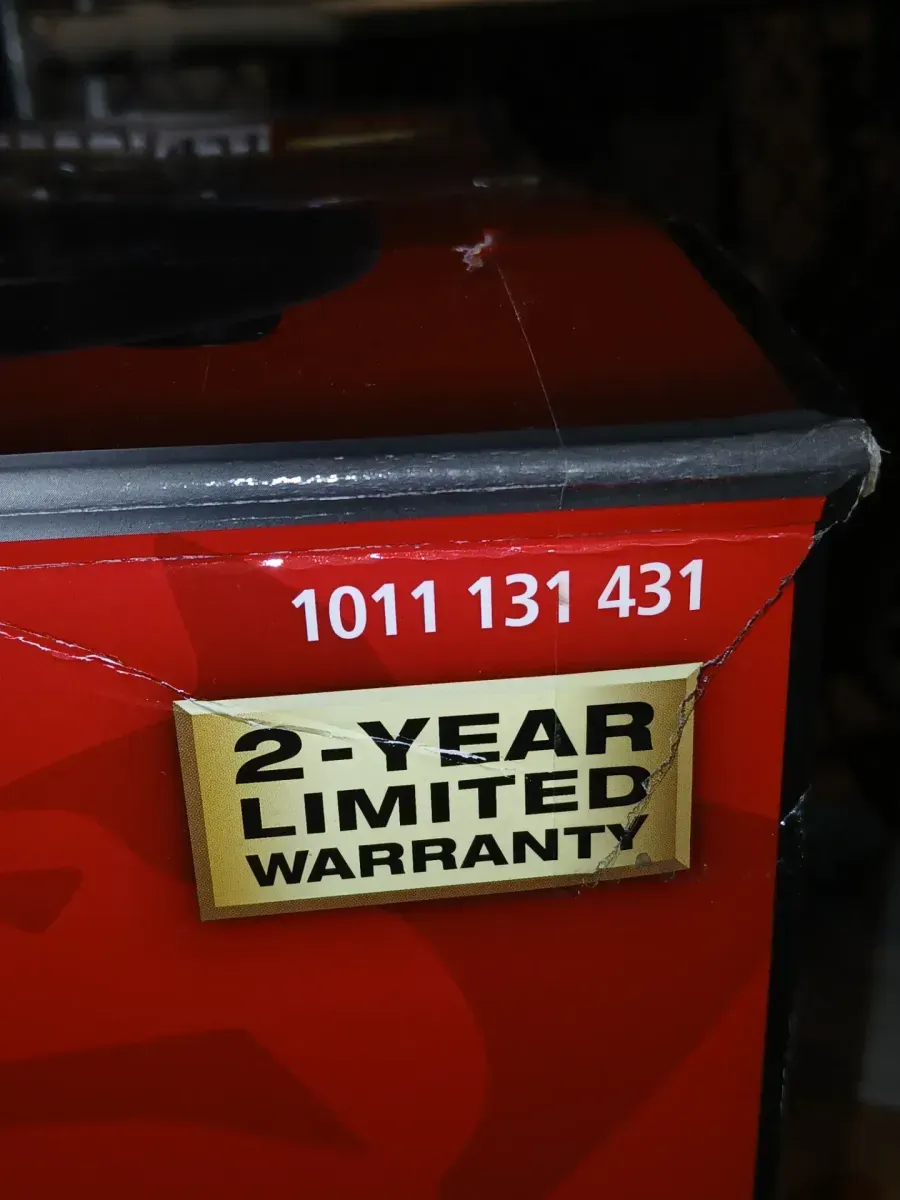 1011 131 431
2-YEAR
LIMITED
WARRANTY